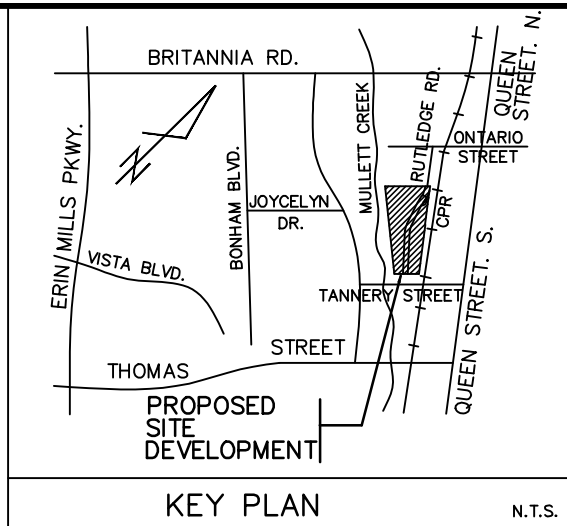 BRITANNIA RD.
QUEEN
STREET. N.
ERIN MILLS PKWY.
BONHAM BLVD.
MULLETT CREEK
RUTLEDGE RD.
ONTARIO
STREET
CPR
JOYCELYN
DR.
N
VISTA BLVD.
TANNERY STREET
QUEEN STREET. S.
THOMAS STREET
PROPOSED
SITE
DEVELOPMENT
KEY PLAN
N.T.S.